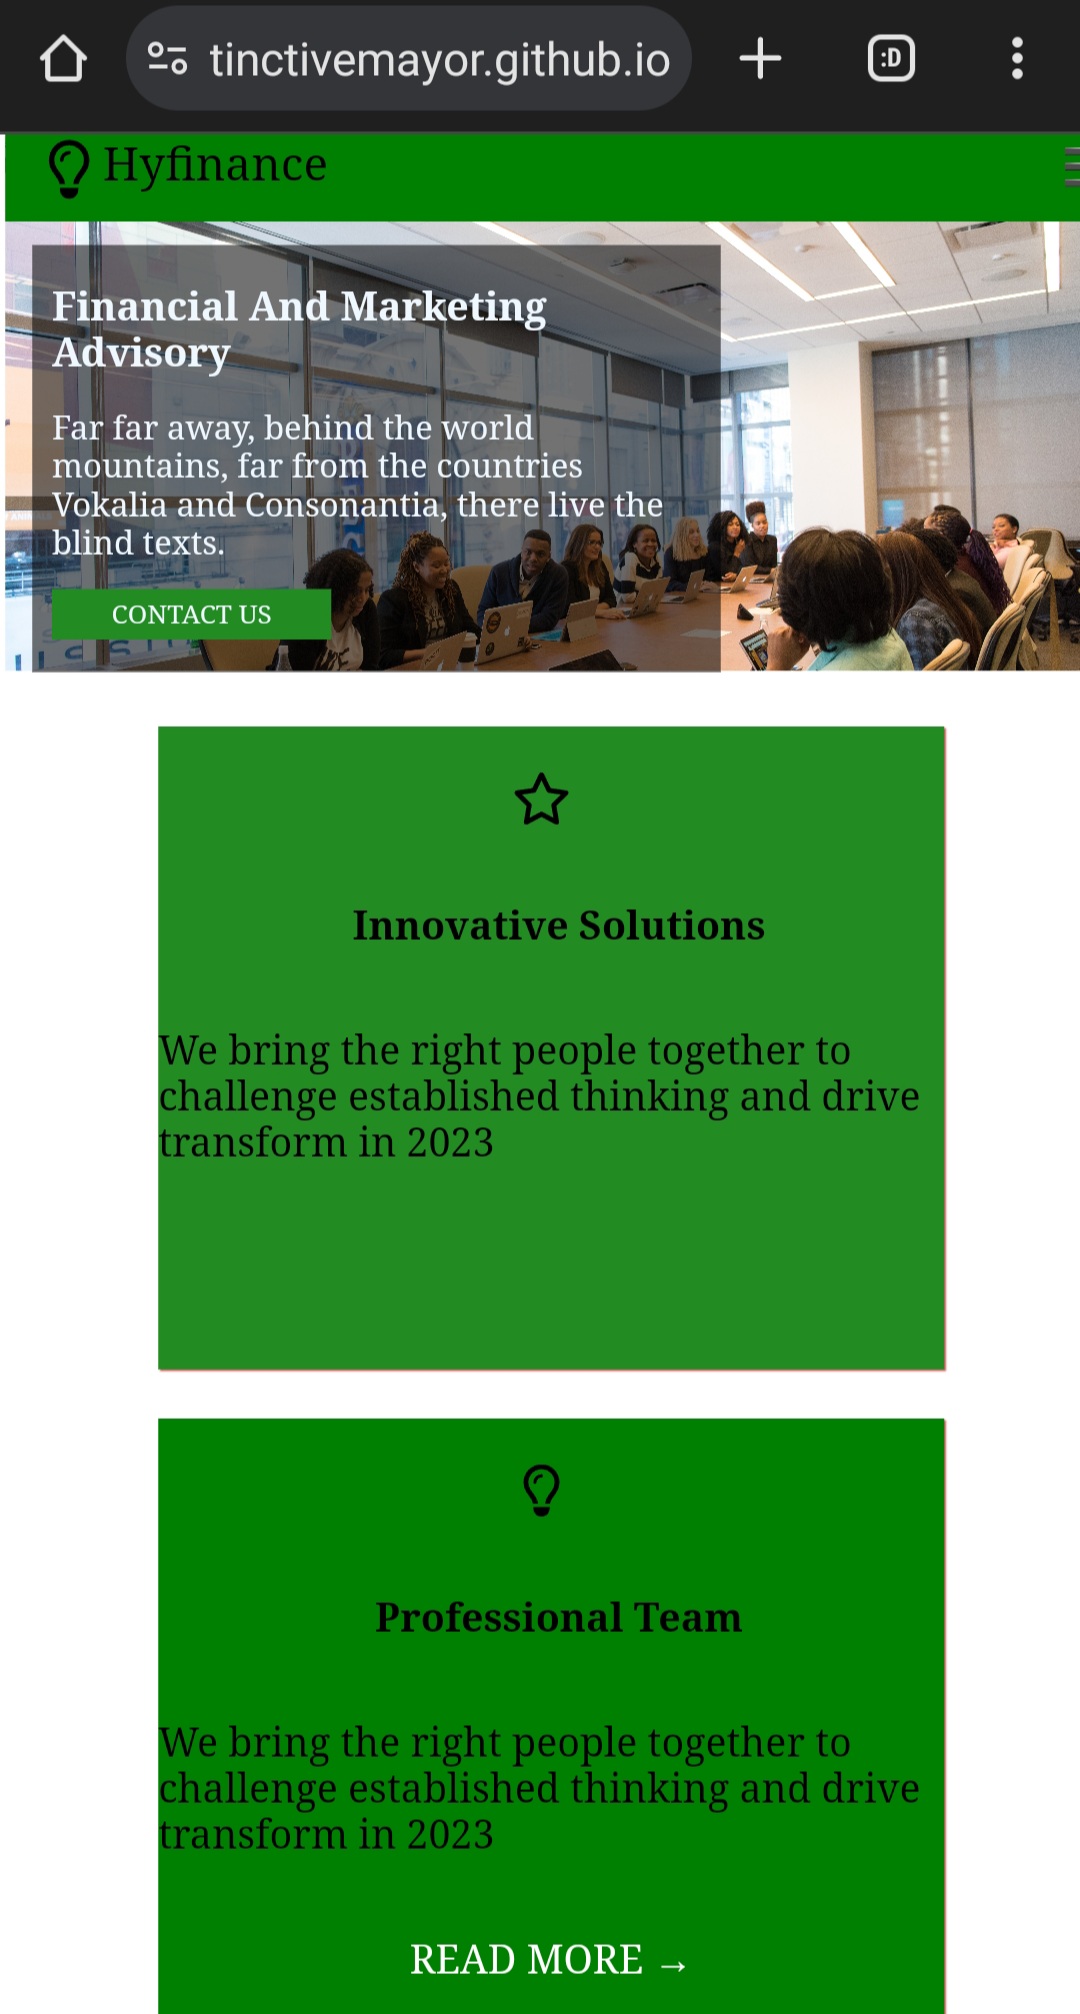 tinctivemayor.github.io
:D
Hyfinance
Financial And Marketing
Advisory
Far far away, behind the world
mountains, far from the countries
Vokalia and Consonantia, there live the
blind texts.
CONTACT US
Innovative Solutions
We bring the right people together to
challenge established thinking and drive
transform in 2023
Professional Team
We bring the right people together to
challenge established thinking and drive
transform in 2023
READ MORE →